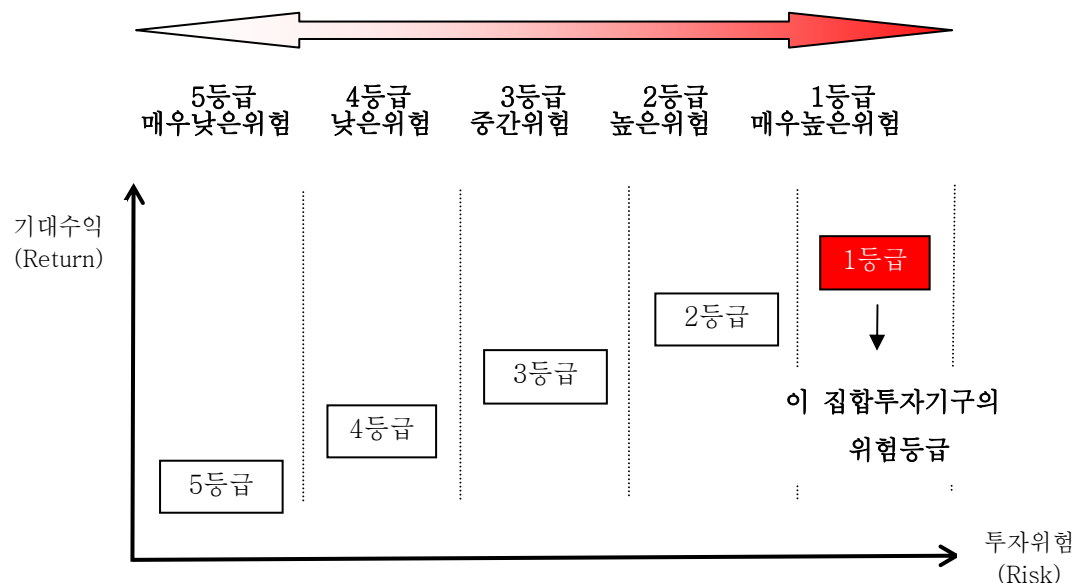 5등급 4등급 3등급 2등급 1등급
매우낮은위험 낮은위험 중간위험 높은위험 매우높은위험
기대수익
(Return)
1등급
2등급
3등급
이 집합투자기구의
4등급
위험등급
5등급
투자위험
(Risk)